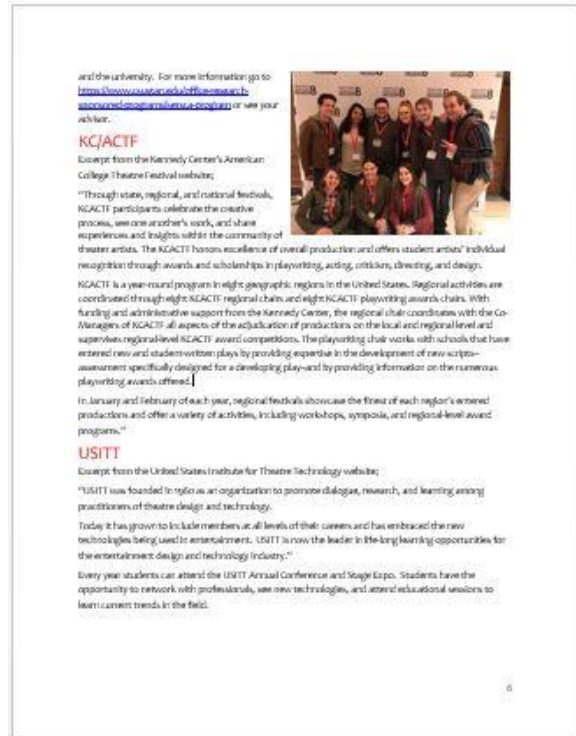 and the university. For more information go to
https://www.csustan.edu/office-research-
sponsored-programs/venue-program or see your
advisor.
KC/ACTF
Excerpt from the Kennedy Center's American
College Theatre Festival website;
"Through state, regional, and national festivals,
KCACTF participants celebrate the creative
process, see one another's work, and share
experiences and insights within the community of
theater artists. The KCACTF honors excellence of overall production and offers student artists' individual
recognition through awards and scholarships in playwriting, acting, criticism, directing, and design.
KCACTF is a year-round program in eight geographic regions in the United States. Regional activities are
coordinated through eight KCACTF regional chairs and eight KCACTF playwriting awards chairs. With
funding and administrative support from the Kennedy Center, the regional chair coordinates with the Co-
Managers of KCACTF all aspects of the adjudication of productions on the local and regional level and
supervises regional-level KCACTF award competitions. The playwriting chair works with schools that have
entered new and student-written plays by providing expertise in the development of new scripts–
assessment specifically designed for a developing play–and by providing information on the numerous
playwriting awards offered.
In January and February of each year, regional festivals showcase the finest of each region's entered
productions and offer a variety of activities, including workshops, symposia, and regional-level award
programs."
USITT
Excerpt from the United States Institute for Theatre Technology website;
"USITT was founded in 1960 as an organization to promote dialogue, research, and learning among
practitioners of theatre design and technology.
Today it has grown to include members at all levels of their careers and has embraced the new
technologies being used in entertainment. USITT is now the leader in life-long learning opportunities for
the entertainment design and technology industry."
Every year students can attend the USITT Annual Conference and Stage Expo. Students have the
opportunity to network with professionals, see new technologies, and attend educational sessions to
learn current trends in the field.
6